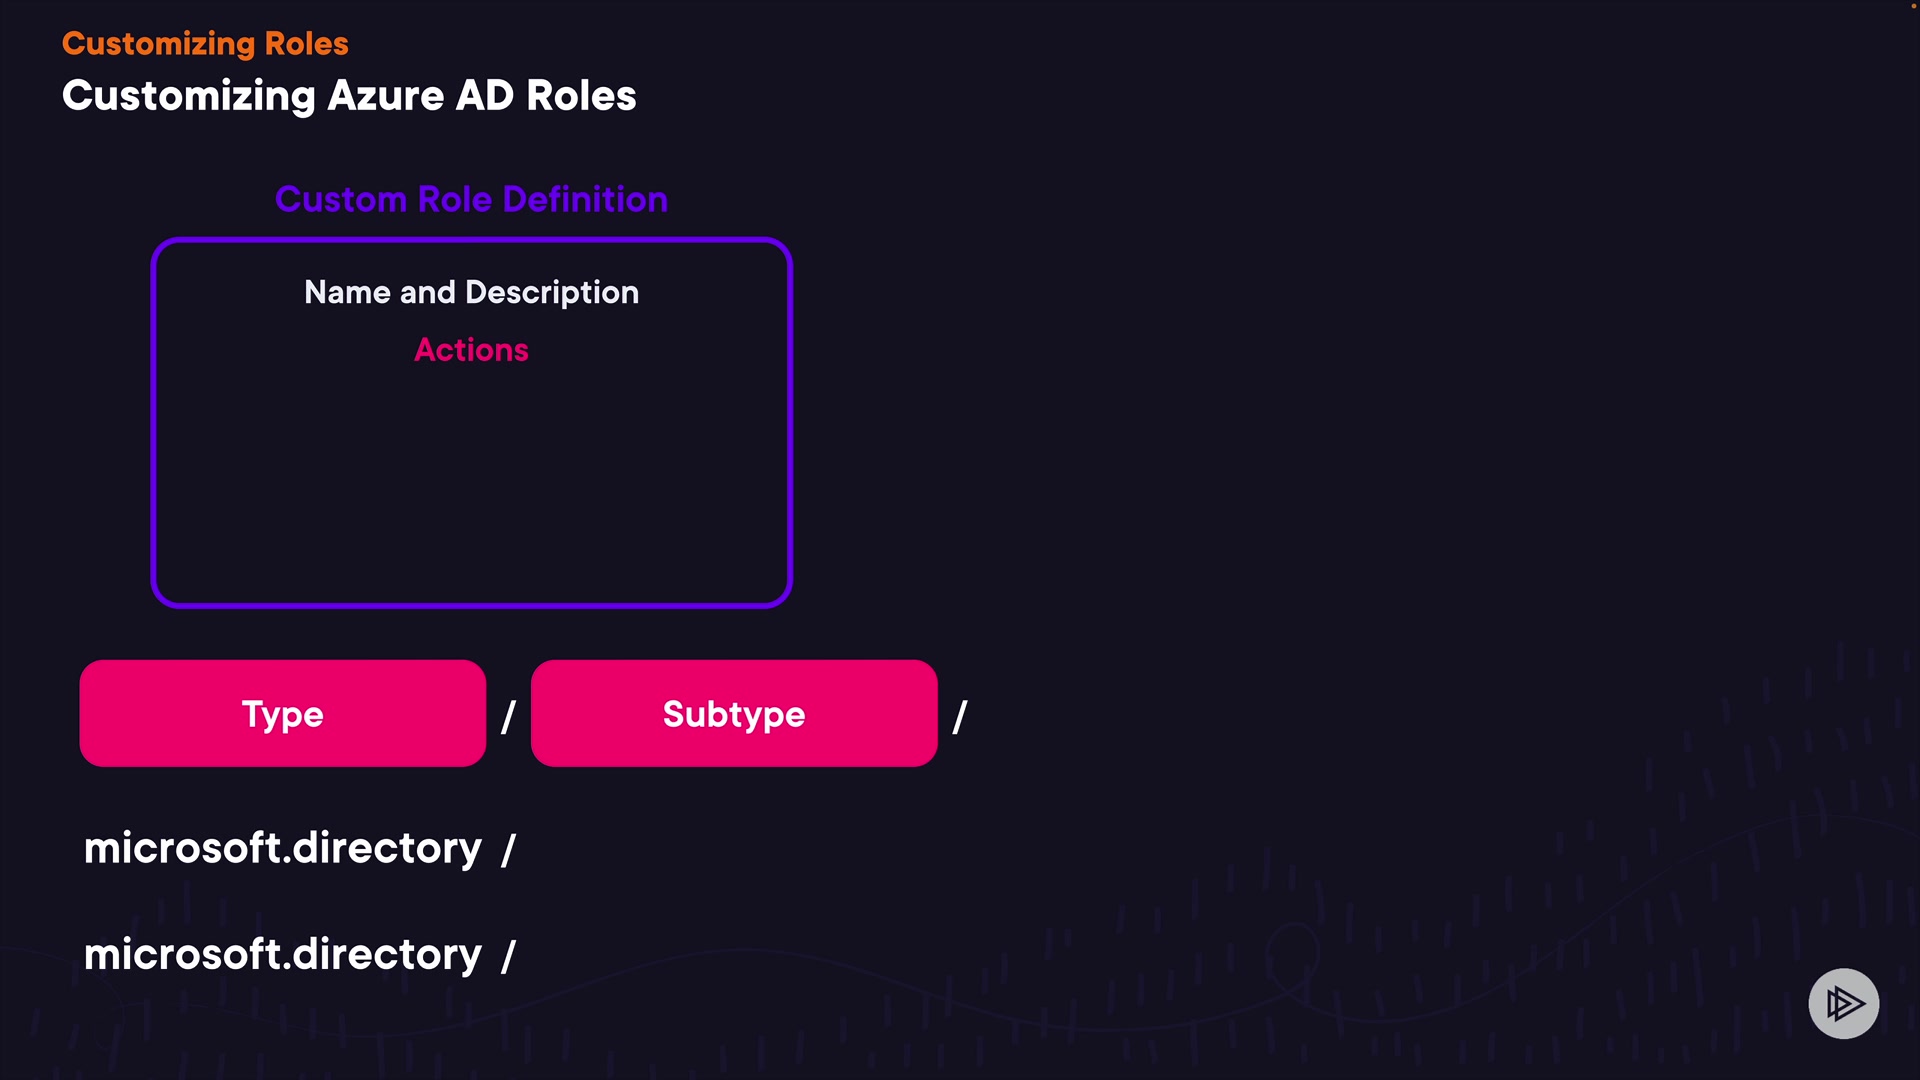 Customizing Roles
Customizing Azure AD Roles
Custom Role Definition
Name and Description
Actions
Type / Subtype /
microsoft.directory /
microsoft.directory /